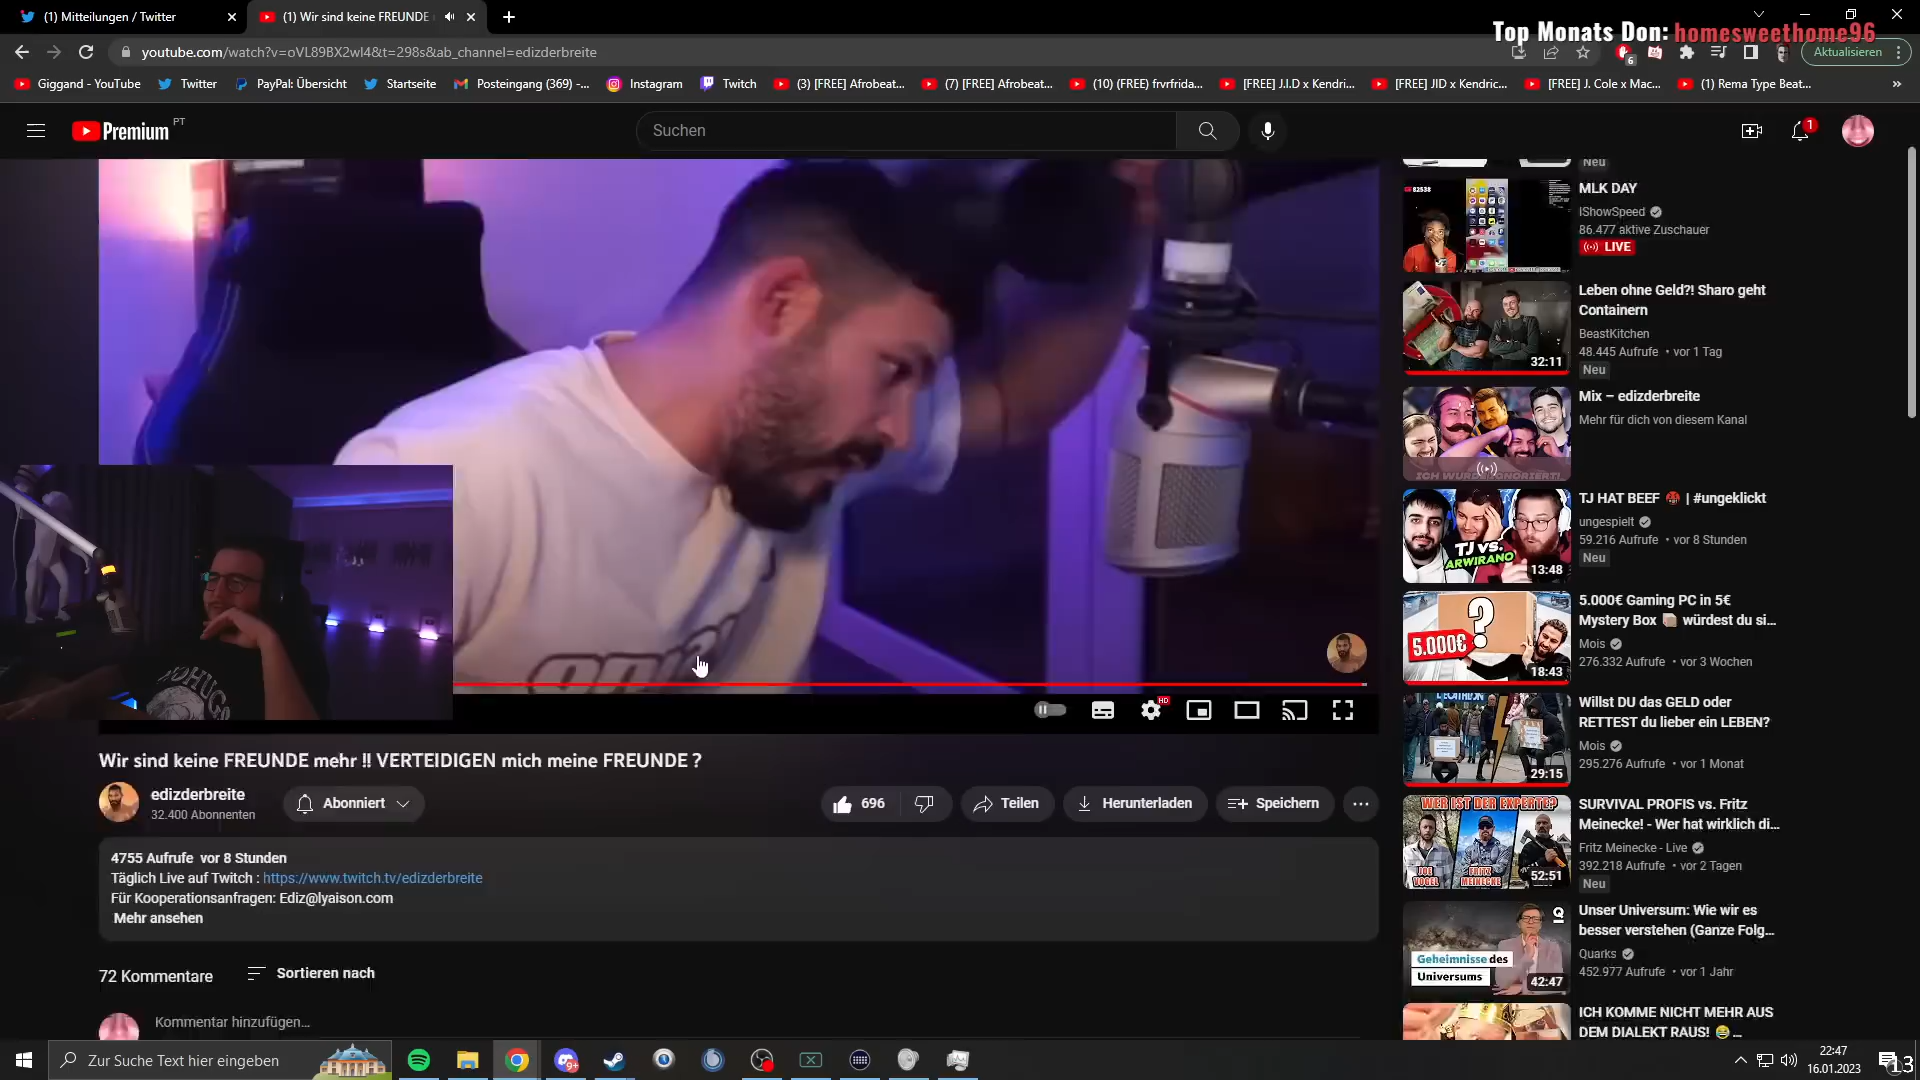 (1) Mitteilungen / Twitter
(1) Wir sind keine FREUNDE
Top Monats Don: homesweethome96
youtube.com/watch?v=oVL89BX2wl4&t=298s&ab_channel=edizderbreite
6
Aktualisieren
Giggand - YouTube
Twitter
PayPal: Übersicht
Startseite
Posteingang (369) -...
Instagram
Twitch
(3) [FREE] Afrobeat...
(7) [FREE] Afrobeat...
(10) (FREE) frvrfrida...
[FREE] J.I.D x Kendri...
[FREE] JID x Kendric...
[FREE] J. Cole x Mac...
(1) Rema Type Beat...
Premium
PT
Suchen
1
Neu
82538
MLK DAY
IShowSpeed
86.477 aktive Zuschauer
LIVE
Leben ohne Geld?! Sharo geht
Containern
BeastKitchen
48.445 Aufrufe • vor 1 Tag
Neu
32:11
Mix – edizderbreite
Mehr für dich von diesem Kanal
TJ HAT BEEF 🤬 | #ungeklickt
ungespielt
59.216 Aufrufe • vor 8 Stunden
Neu
TJ VS.
ARWIRANO
13:48
5.000€ Gaming PC in 5€
Mystery Box 📦 würdest du si...
Mois
276.332 Aufrufe • vor 3 Wochen
?
5.000€
18:43
Willst DU das GELD oder
RETTEST du lieber ein LEBEN?
Mois
295.276 Aufrufe • vor 1 Monat
29:15
SURVIVAL PROFIS vs. Fritz
Meinecke! - Wer hat wirklich di...
Fritz Meinecke - Live
392.218 Aufrufe • vor 2 Tagen
Neu
WER IST DER EXPERTE?
JOE
VOGEL
FRITZ
MEINECKE
52:51
Unser Universum: Wie wir es
besser verstehen (Ganze Folg...
Quarks
452.977 Aufrufe • vor 1 Jahr
Q
Geheimnisse des
Universums
42:47
ICH KOMME NICHT MEHR AUS
DEM DIALEKT RAUS! 😂 ...
HD
Wir sind keine FREUNDE mehr !! VERTEIDIGEN mich meine FREUNDE ?
edizderbreite
32.400 Abonnenten
Abonniert
696
Teilen
Herunterladen
Speichern
4755 Aufrufe vor 8 Stunden
Täglich Live auf Twitch : https://www.twitch.tv/edizderbreite
Für Kooperationsanfragen: Ediz@lyaison.com
Mehr ansehen
72 Kommentare
Sortieren nach
Kommentar hinzufügen...
Zur Suche Text hier eingeben
9+
22:47
16.01.2023
13